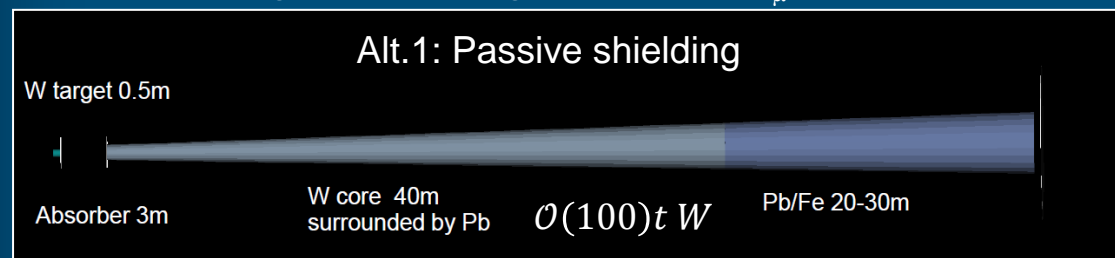 Alt.1: Passive shielding
W target 0.5m
Absorber 3m
W core 40m
surrounded by Pb
𝒪(100)t W
Pb/Fe 20-30m